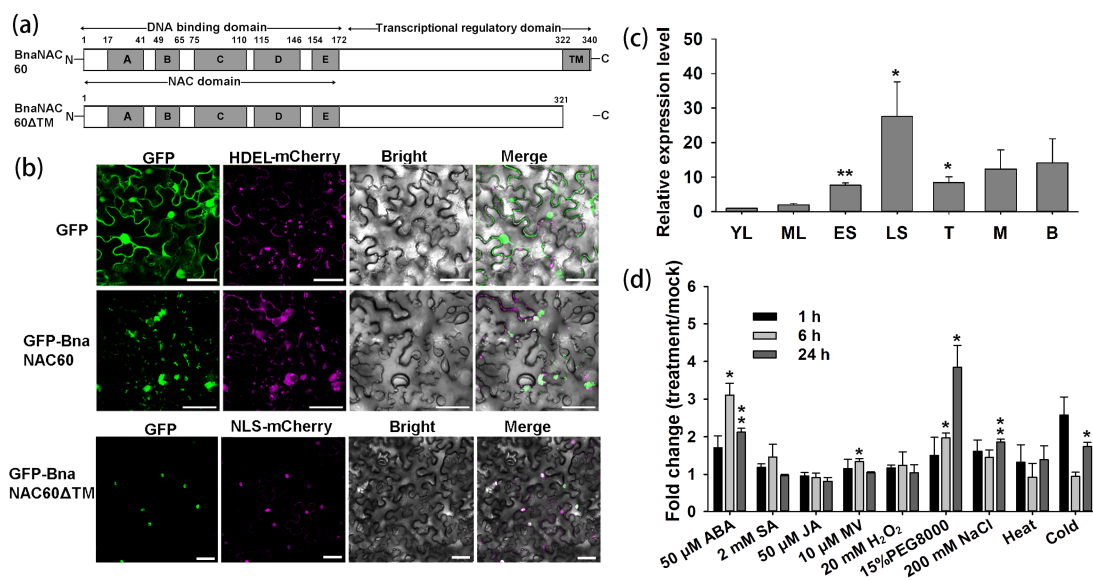 (a)
DNA binding domain
Transcriptional regulatory domain
1 17 41 49 65 75 110 115 146 154 172 322 340
BnaNAC
60
N A B C D E TM C
NAC domain
1 321
BnaNAC
60ΔTM
N A B C D E C
(b)
GFP HDEL-mCherry Bright Merge
GFP
GFP-Bna
NAC60
GFP NLS-mCherry Bright Merge
GFP-Bna
NAC60ΔTM
(c)
Relative expression level
50
40
30
20
10
0
** * *
YL ML ES LS T M B
(d)
Fold change (treatment/mock)
6
5
4
3
2
1
0
1 h
6 h
24 h
* ** * * * ** *
50 μM ABA
2 mM SA
50 μM JA
10 μM MV
20 mM H₂O₂
15%PEG8000
200 mM NaCl
Heat
Cold